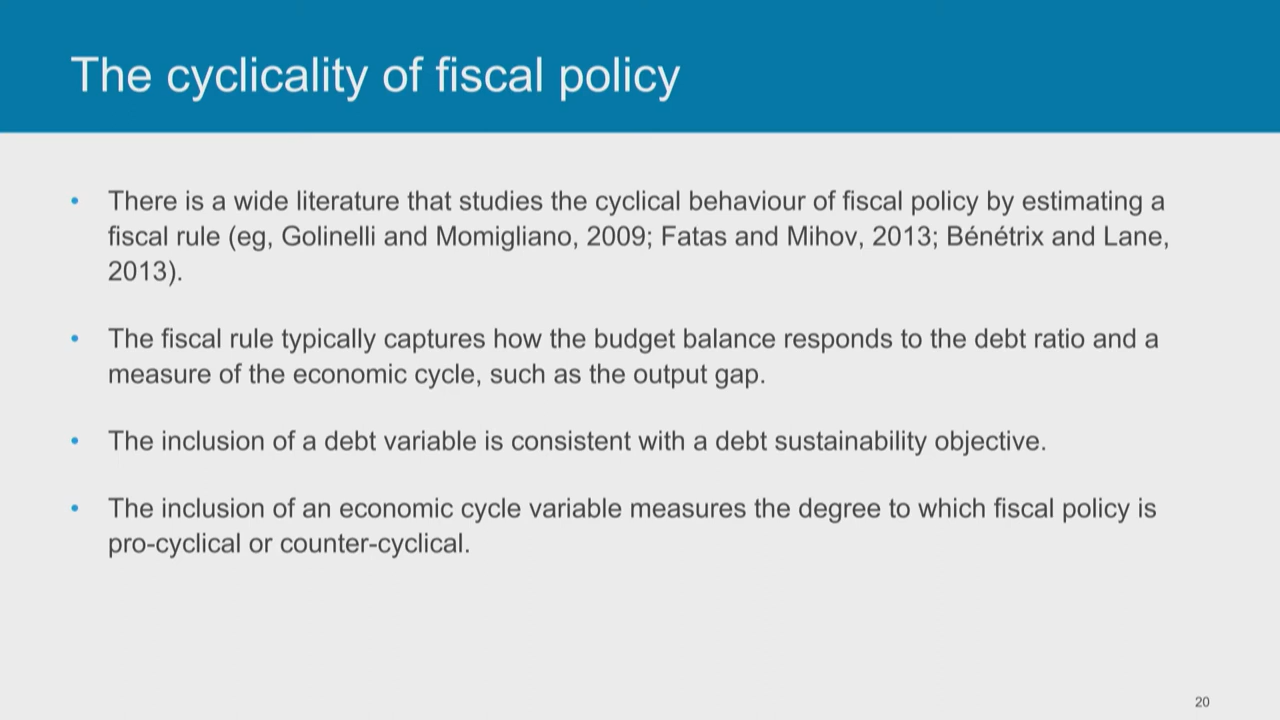 The cyclicality of fiscal policy
• There is a wide literature that studies the cyclical behaviour of fiscal policy by estimating a
fiscal rule (eg, Golinelli and Momigliano, 2009; Fatas and Mihov, 2013; Bénétrix and Lane,
2013).
• The fiscal rule typically captures how the budget balance responds to the debt ratio and a
measure of the economic cycle, such as the output gap.
• The inclusion of a debt variable is consistent with a debt sustainability objective.
• The inclusion of an economic cycle variable measures the degree to which fiscal policy is
pro-cyclical or counter-cyclical.
20